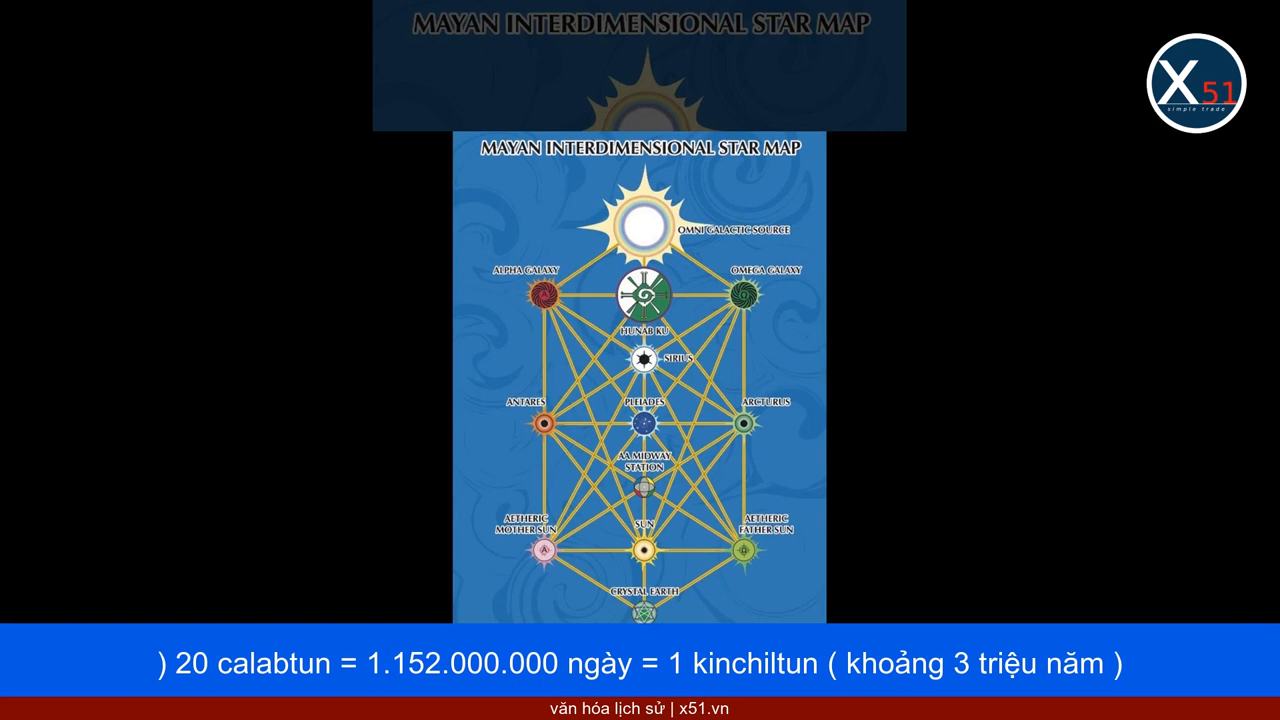 MAYAN INTERDIMENSIONAL STAR MAP
X51
simple trade
MAYAN INTERDIMENSIONAL STAR MAP
OMNI GALACTIC SOURCE
ALPHA GALAXY
OMEGA GALAXY
HUNAB KU
SIRIUS
ANTARES
PLEIADES
ARCTURUS
AA MIDWAY
STATION
AETHERIC
MOTHER SUN
SUN
AETHERIC
FATHER SUN
CRYSTAL EARTH
) 20 calabtun = 1.152.000.000 ngày = 1 kinchiltun ( khoảng 3 triệu năm )
văn hóa lịch sử | x51.vn